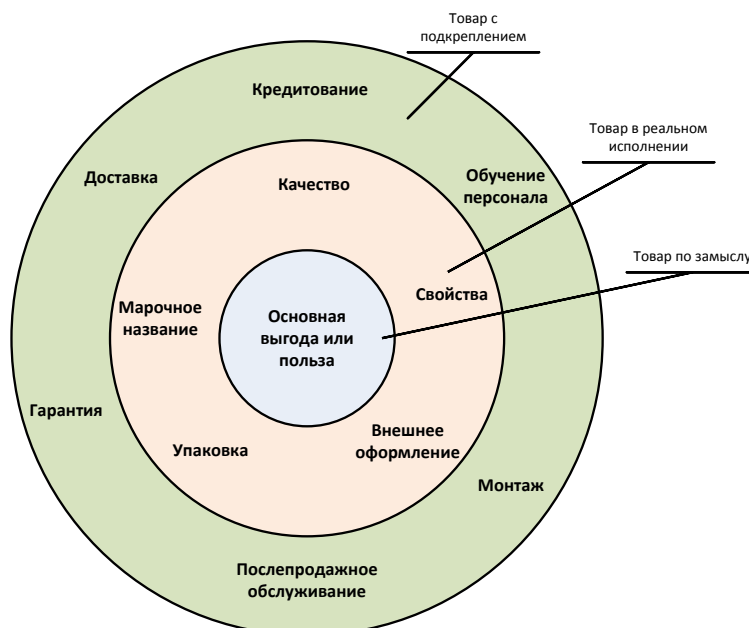 Товар с
подкреплением
Кредитование
Товар в реальном
исполнении
Доставка
Качество
Обучение
персонала
Товар по замыслу
Свойства
Марочное
название
Основная
выгода или
польза
Гарантия
Упаковка
Внешнее
оформление
Монтаж
Послепродажное
обслуживание